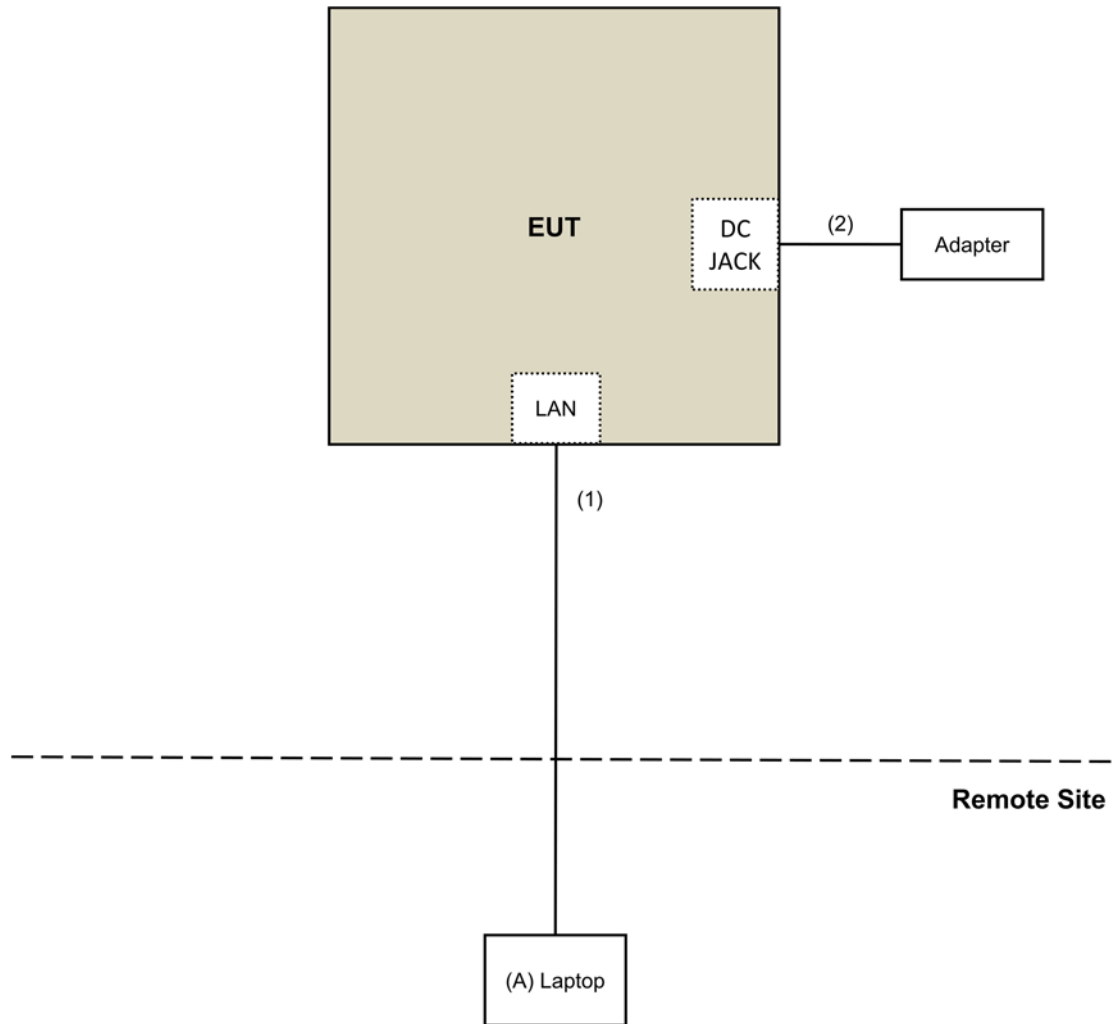 EUT
DC
JACK
(2)
Adapter
LAN
(1)
Remote Site
(A) Laptop